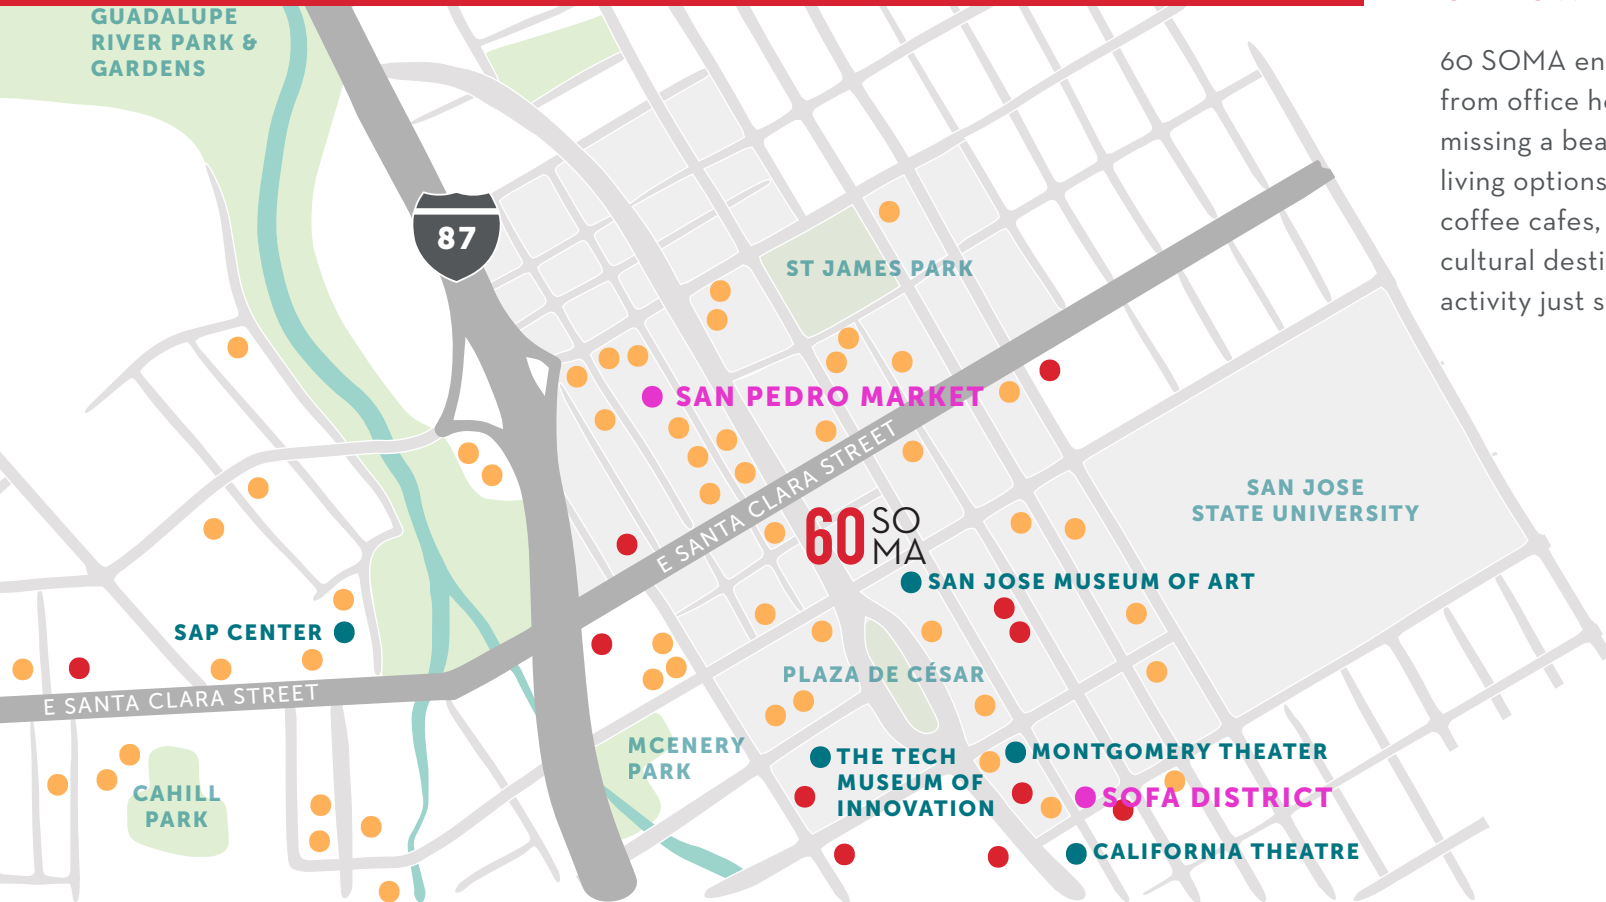 GUADALUPE
RIVER PARK &
GARDENS
87
ST JAMES PARK
SAN PEDRO MARKET
E SANTA CLARA STREET
60 SO
MA
SAN JOSE
STATE UNIVERSITY
SAN JOSE MUSEUM OF ART
SAP CENTER
E SANTA CLARA STREET
PLAZA DE CÉSAR
MCENERY
PARK
CAHILL
PARK
THE TECH
MUSEUM OF
INNOVATION
MONTGOMERY THEATER
SOFA DISTRICT
CALIFORNIA THEATRE
60 SOMA en
from office h
missing a bea
living options
coffee cafes,
cultural desti
activity just s